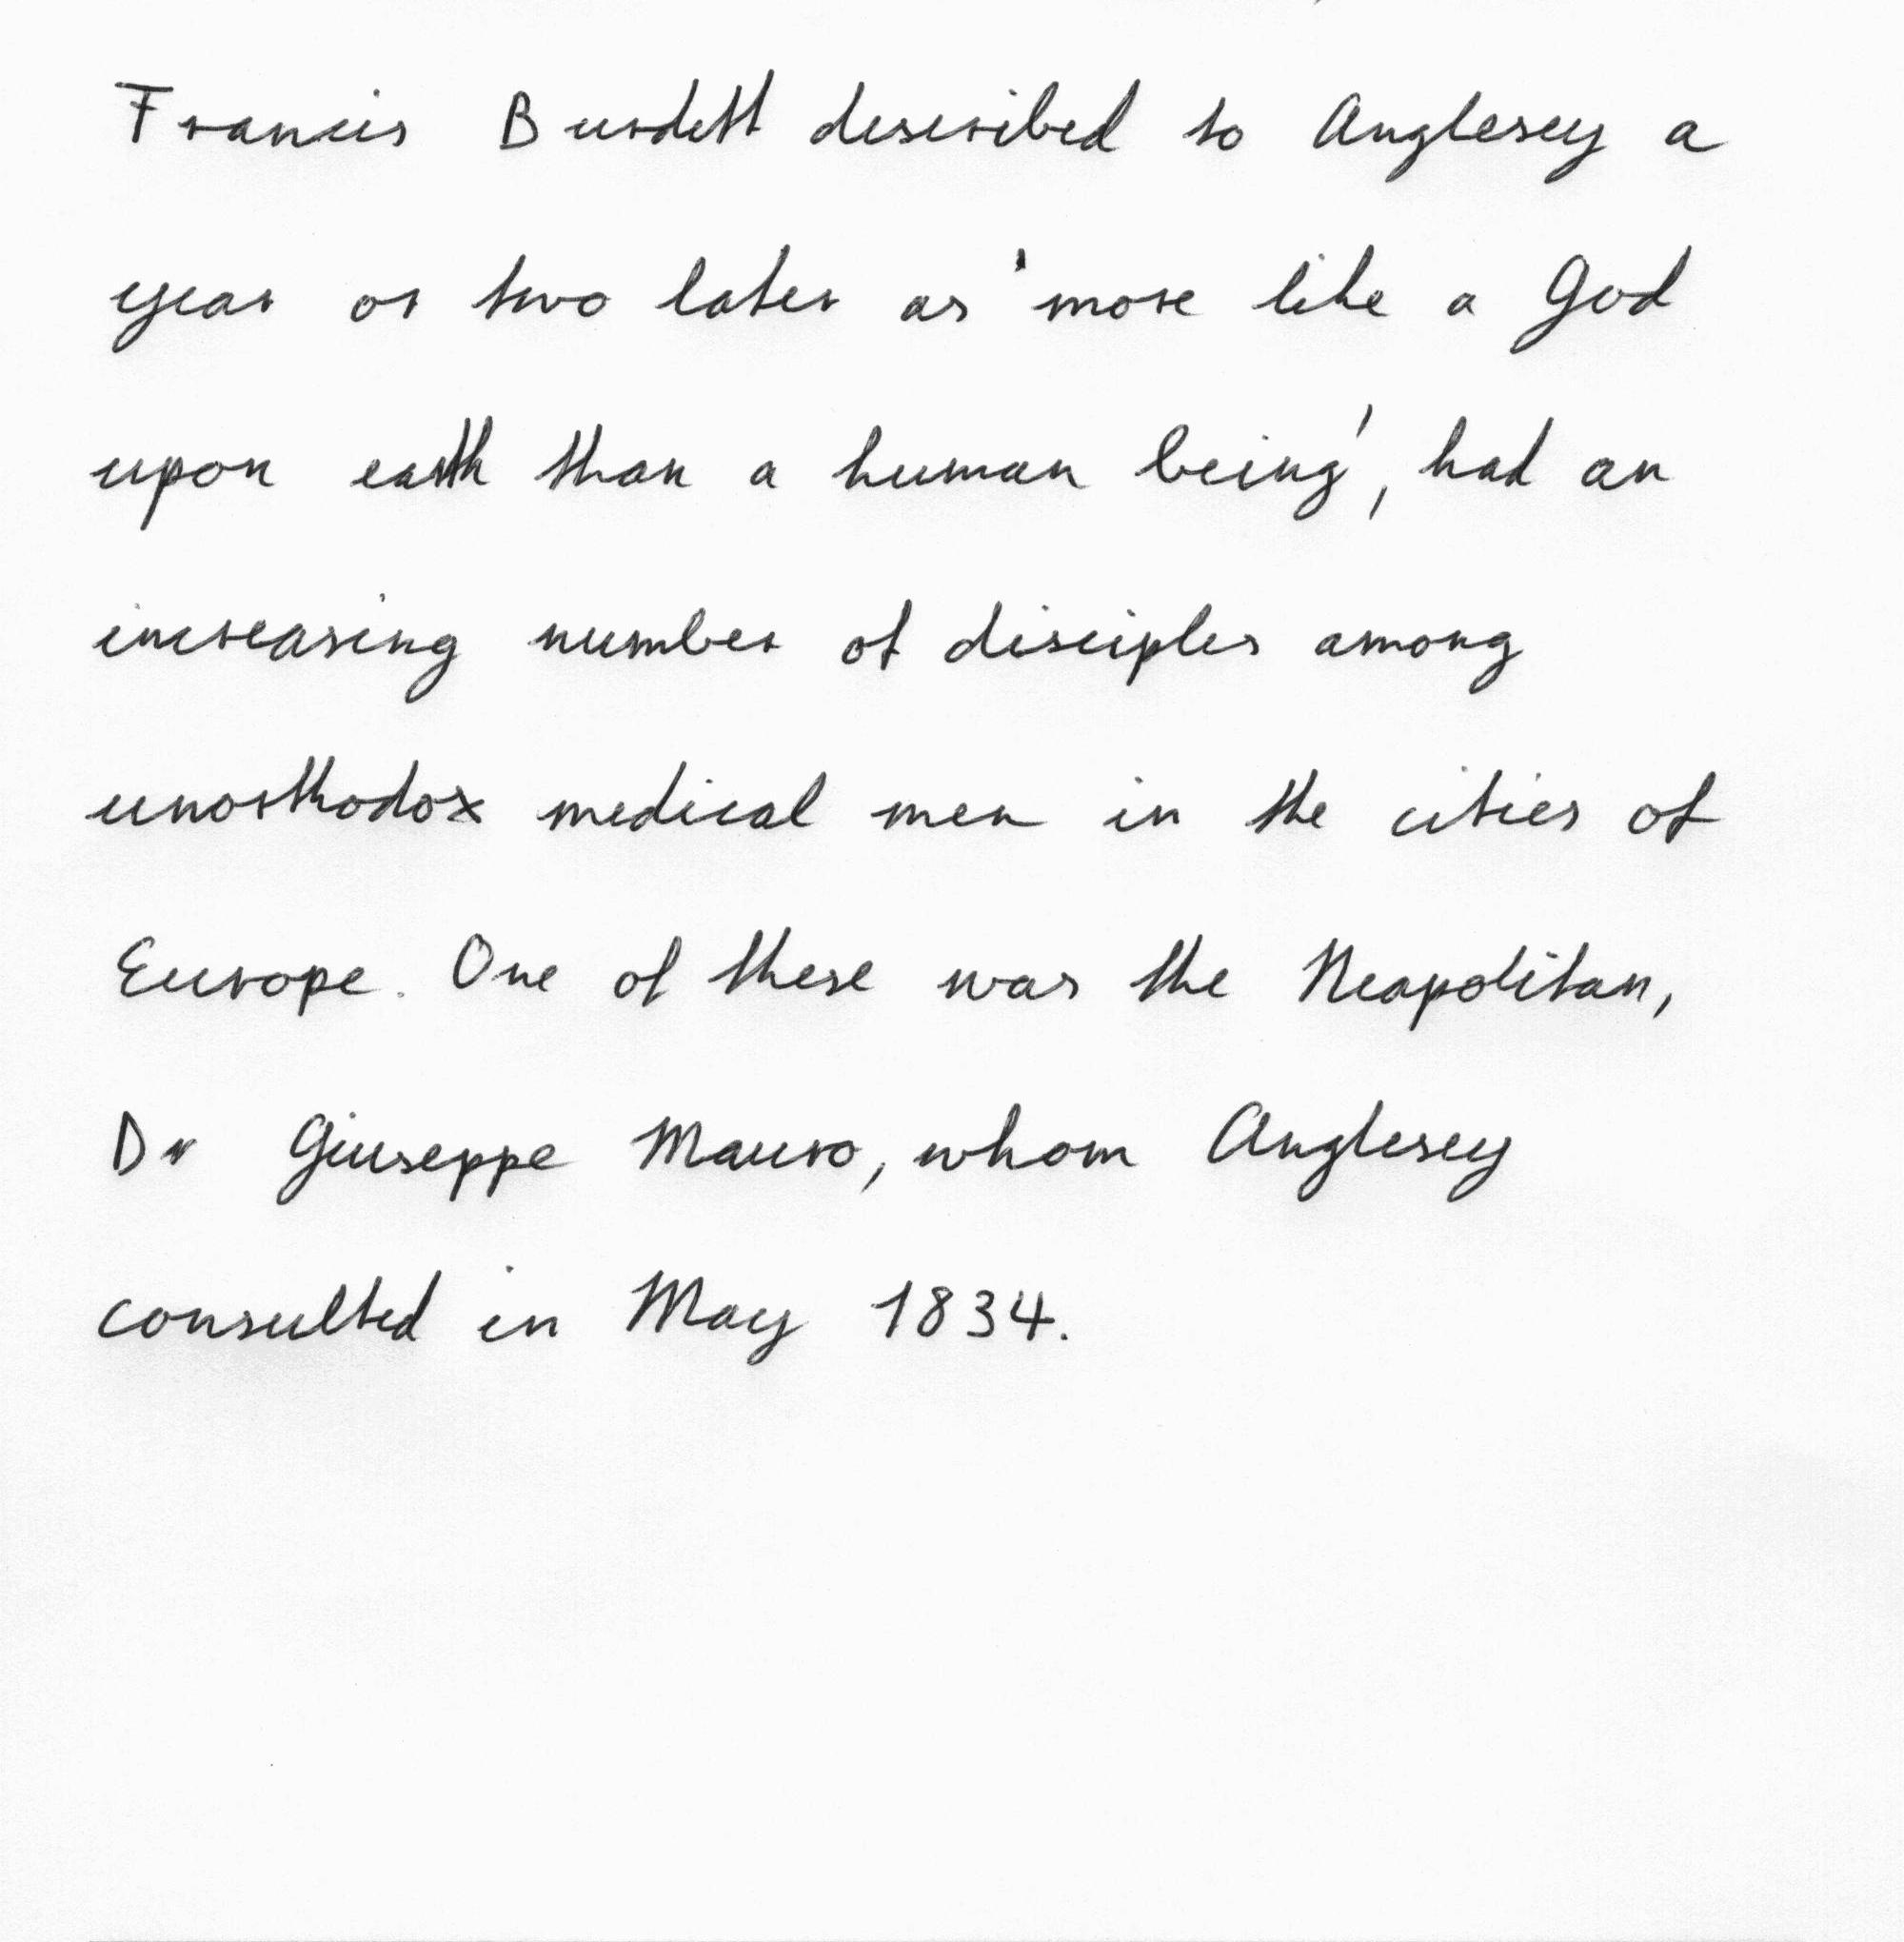 Francis Burdett described to Anglesey a
year or two later as 'more like a God
upon earth than a human being', had an
increasing number of disciples among
unorthodox medical men in the cities of
Europe. One of these was the Neapolitan,
Dr Giuseppe Mauro, whom Anglesey
consulted in May 1834.